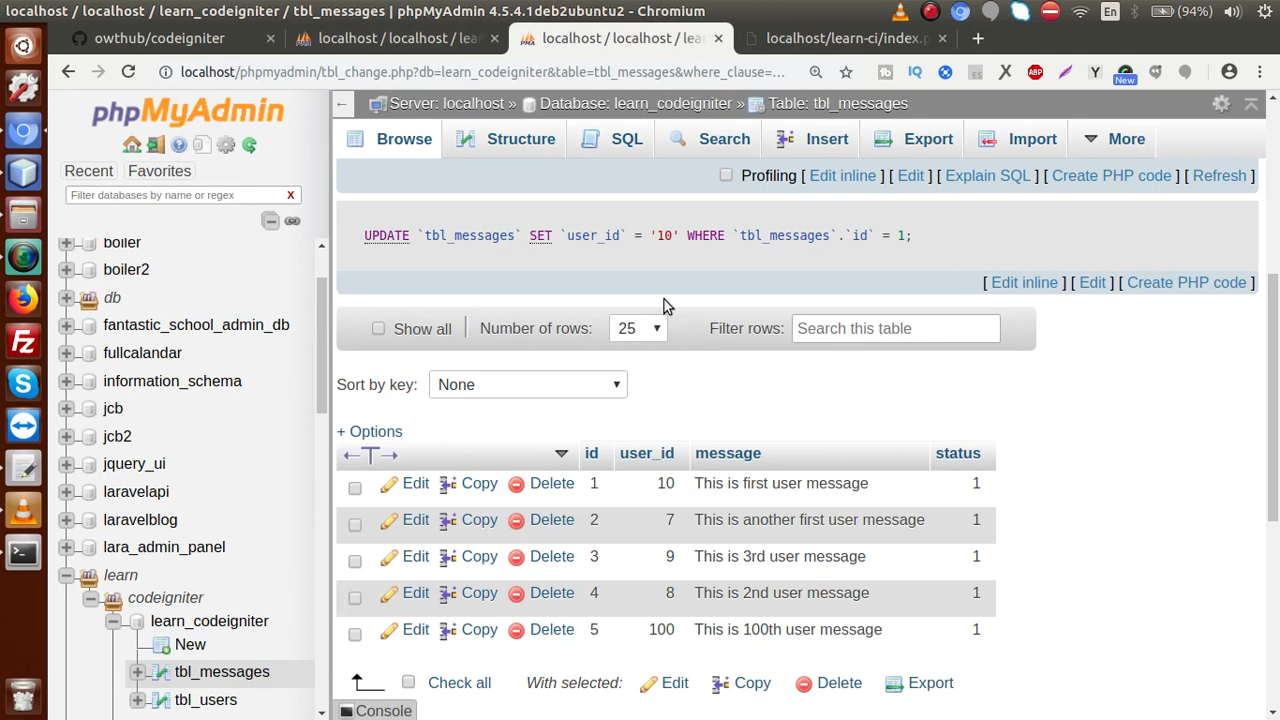 localhost / localhost / learn_codeigniter / tbl_messages | phpMyAdmin 4.5.4.1deb2ubuntu2 - Chromium
En (94%)
owthub/codeigniter
localhost / localhost / lea
localhost / localhost / lea
localhost/learn-ci/index.p
localhost/phpmyadmin/tbl_change.php?db=learn_codeigniter&table=tbl_messages&where_clause=...
IQ
ABP
Y
New
phpMyAdmin
Recent Favorites
Filter databases by name or regex X
boiler
boiler2
db
fantastic_school_admin_db
fullcalandar
information_schema
jcb
jcb2
jquery_ui
laravelapi
laravelblog
lara_admin_panel
learn
codeigniter
learn_codeigniter
New
tbl_messages
tbl_users
Server: localhost » Database: learn_codeigniter » Table: tbl_messages
Browse Structure SQL Search Insert Export Import More
Profiling [ Edit inline ] [ Edit ] [ Explain SQL ] [ Create PHP code ] [ Refresh ]
UPDATE `tbl_messages` SET `user_id` = '10' WHERE `tbl_messages`.`id` = 1;
[ Edit inline ] [ Edit ] [ Create PHP code ]
Show all Number of rows: 25 Filter rows: Search this table
Sort by key: None
+ Options
id user_id message status
Edit Copy Delete 1 10 This is first user message 1
Edit Copy Delete 2 7 This is another first user message 1
Edit Copy Delete 3 9 This is 3rd user message 1
Edit Copy Delete 4 8 This is 2nd user message 1
Edit Copy Delete 5 100 This is 100th user message 1
Check all With selected: Edit Copy Delete Export
Console